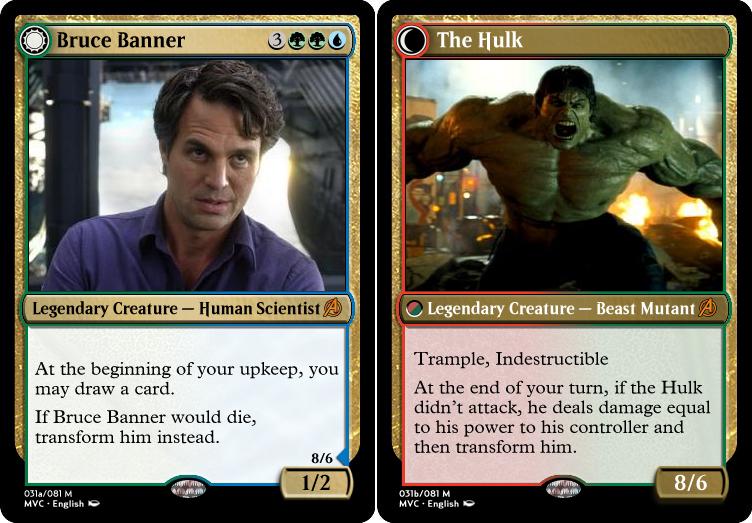 Bruce Banner 3
Legendary Creature — Human Scientist
At the beginning of your upkeep, you
may draw a card.
If Bruce Banner would die,
transform him instead.
8/6
1/2
031a/081 M
MVC • English
The Hulk
Legendary Creature — Beast Mutant
Trample, Indestructible
At the end of your turn, if the Hulk
didn't attack, he deals damage equal
to his power to his controller and
then transform him.
8/6
031b/081 M
MVC • English